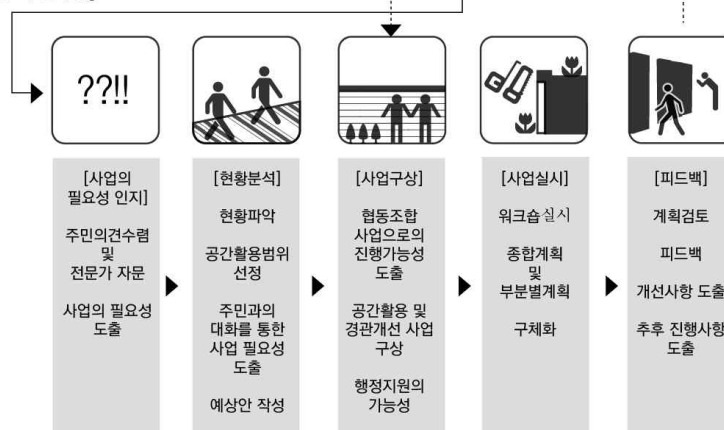 ??!!
[사업의
필요성 인지]
주민의견수렴
및
전문가 자문
사업의 필요성
도출
[현황분석]
현황파악
공간활용범위
선정
주민과의
대화를 통한
사업 필요성
도출
예상안 작성
[사업구상]
협동조합
사업으로의
진행가능성
도출
공간활용 및
경관개선 사업
구상
행정지원의
가능성
[사업실시]
워크숍실시
종합계획
및
부분별계획
구체화
[피드백]
계획검토
피드백
개선사항 도출
추후 진행사항
도출